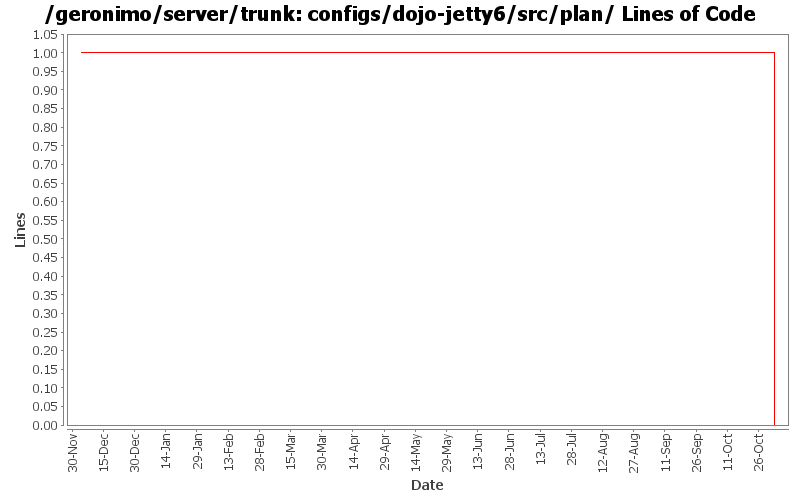 /geronimo/server/trunk: configs/dojo-jetty6/src/plan/ Lines of Code
1.05
1.00
0.95
0.90
0.85
0.80
0.75
0.70
0.65
0.60
0.55
0.50
0.45
0.40
0.35
0.30
0.25
0.20
0.15
0.10
0.05
0.00
Lines
30-Nov
15-Dec
30-Dec
14-Jan
29-Jan
13-Feb
28-Feb
15-Mar
30-Mar
14-Apr
29-Apr
14-May
29-May
13-Jun
28-Jun
13-Jul
28-Jul
12-Aug
27-Aug
11-Sep
26-Sep
11-Oct
26-Oct
Date